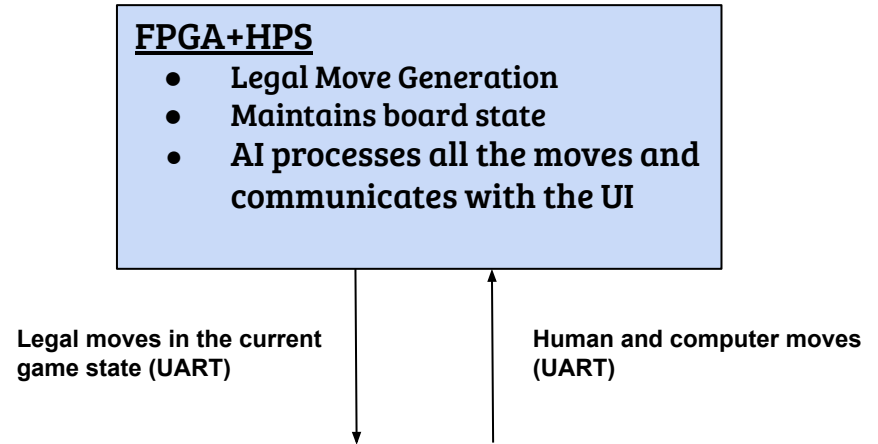 FPGA+HPS
● Legal Move Generation
● Maintains board state
● AI processes all the moves and
communicates with the UI
Legal moves in the current
game state (UART)
Human and computer moves
(UART)